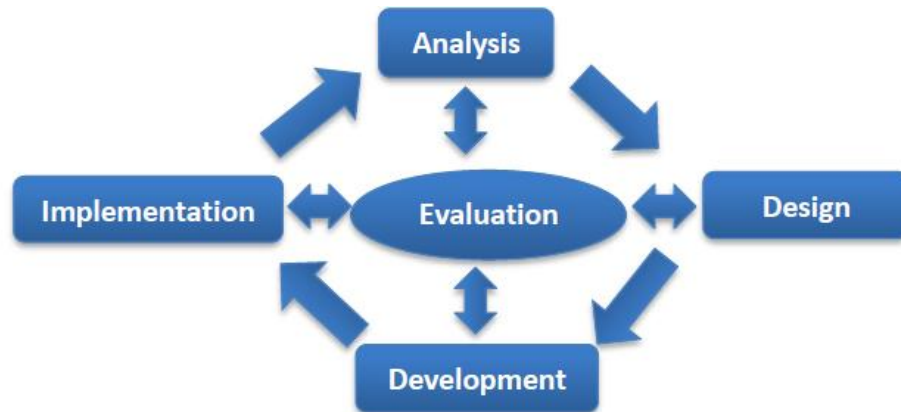 Analysis
Implementation
Evaluation
Design
Development